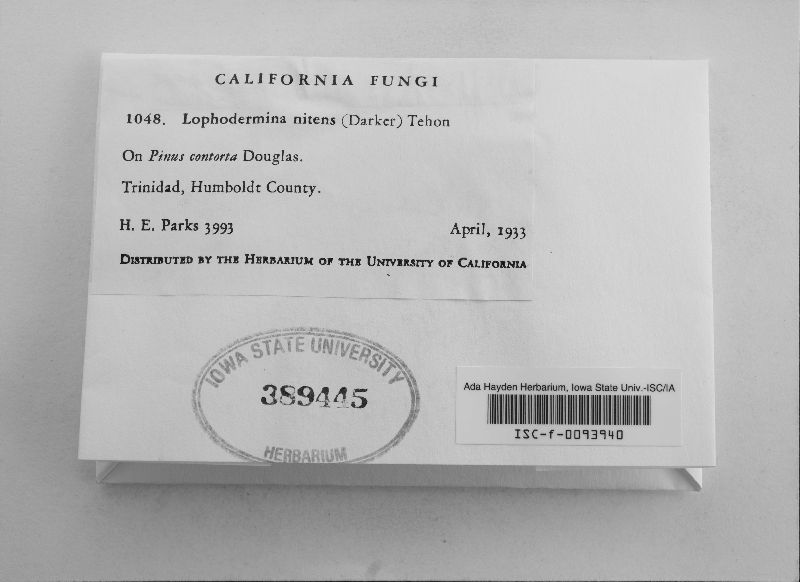 CALIFORNIA FUNGI
1048. Lophodermina nitens (Darker) Tehon
On Pinus contorta Douglas.
Trinidad, Humboldt County.
H. E. Parks 3993 April, 1933
DISTRIBUTED BY THE HERBARIUM OF THE UNIVERSITY OF CALIFORNIA
IOWA STATE UNIVERSITY
389445
HERBARIUM
Ada Hayden Herbarium, Iowa State Univ.-ISC/IA
ISC-f-0093940